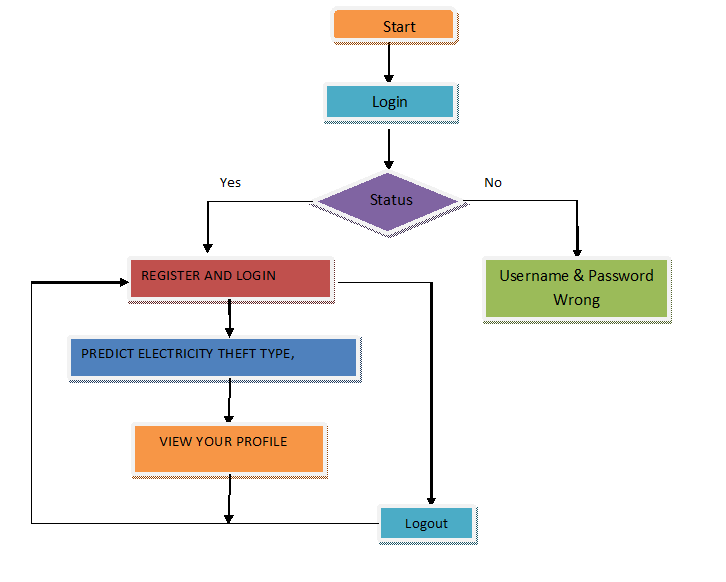 Start
Login
Status
Yes
No
REGISTER AND LOGIN
Username & Password
Wrong
PREDICT ELECTRICITY THEFT TYPE,
VIEW YOUR PROFILE
Logout